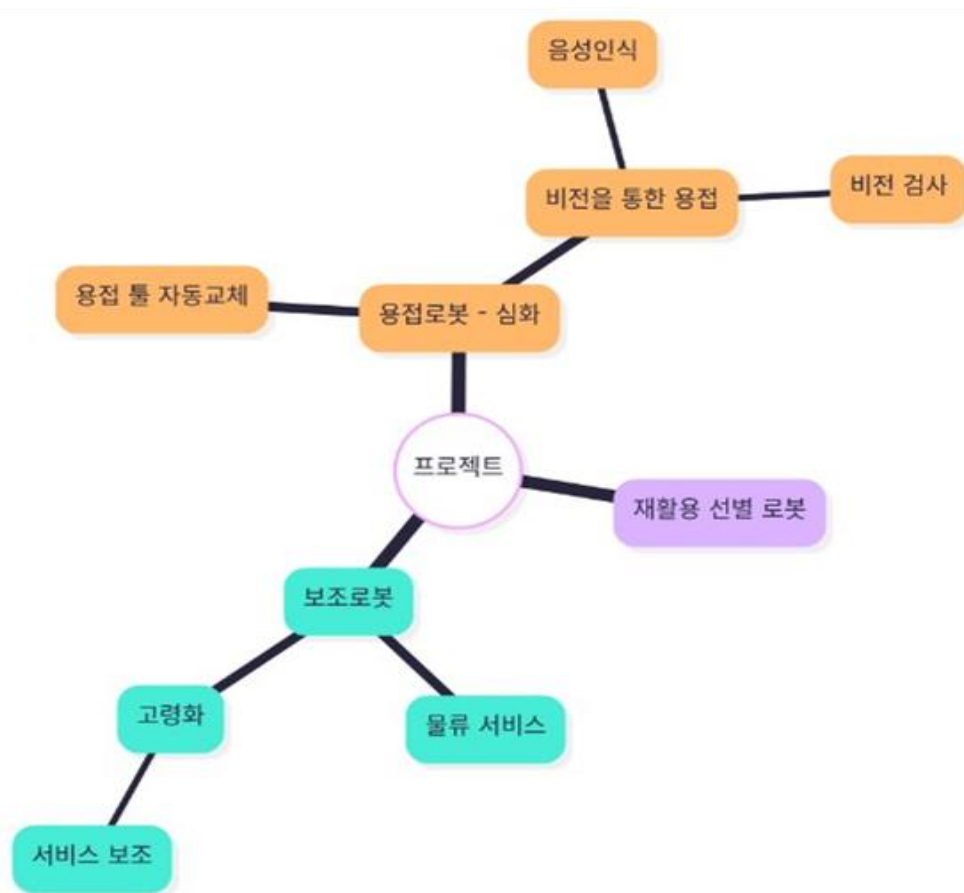 음성인식
비전을 통한 용접
비전 검사
용접 툴 자동교체
용접로봇 - 심화
프로젝트
재활용 선별 로봇
보조로봇
고령화
물류 서비스
서비스 보조